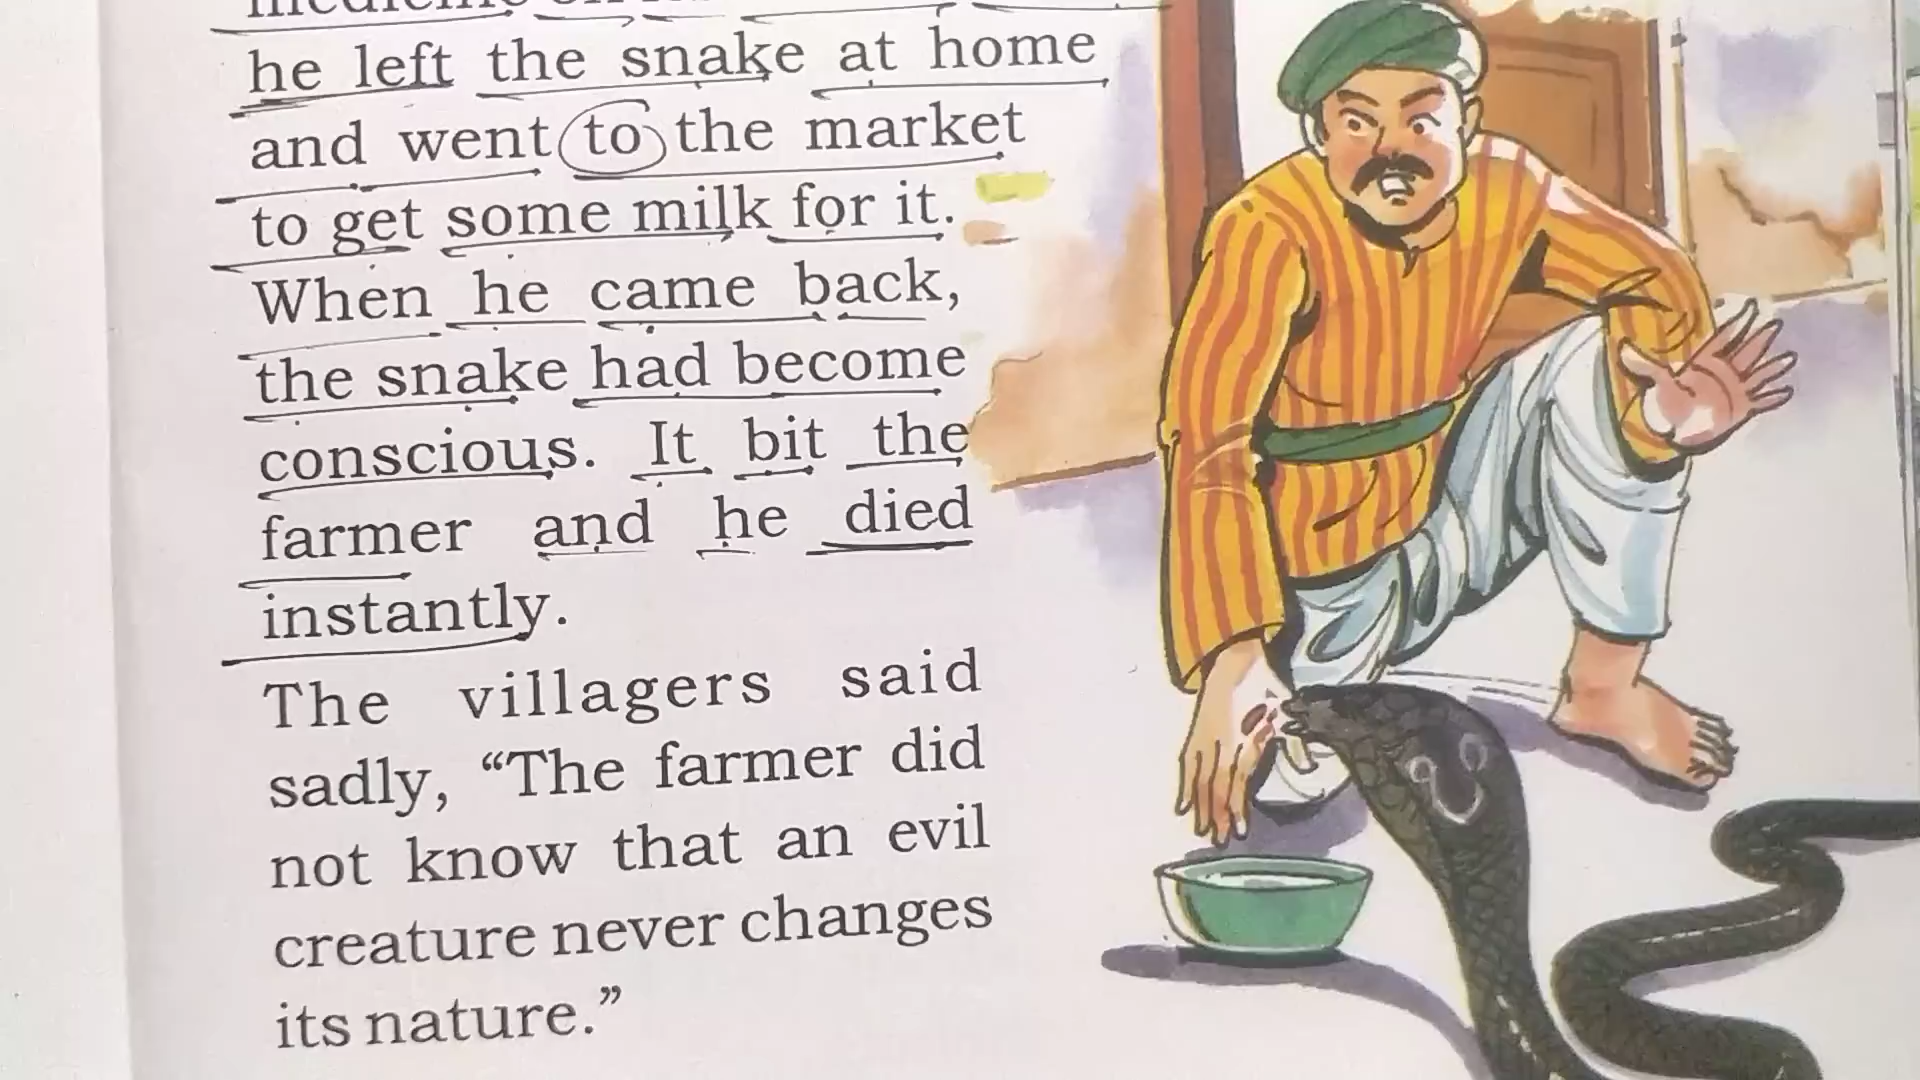 he left the snake at home
and went to the market
to get some milk for it.
When he came back,
the snake had become
conscious. It bit the
farmer and he died
instantly.
The villagers said
sadly, “The farmer did
not know that an evil
creature never changes
its nature.”